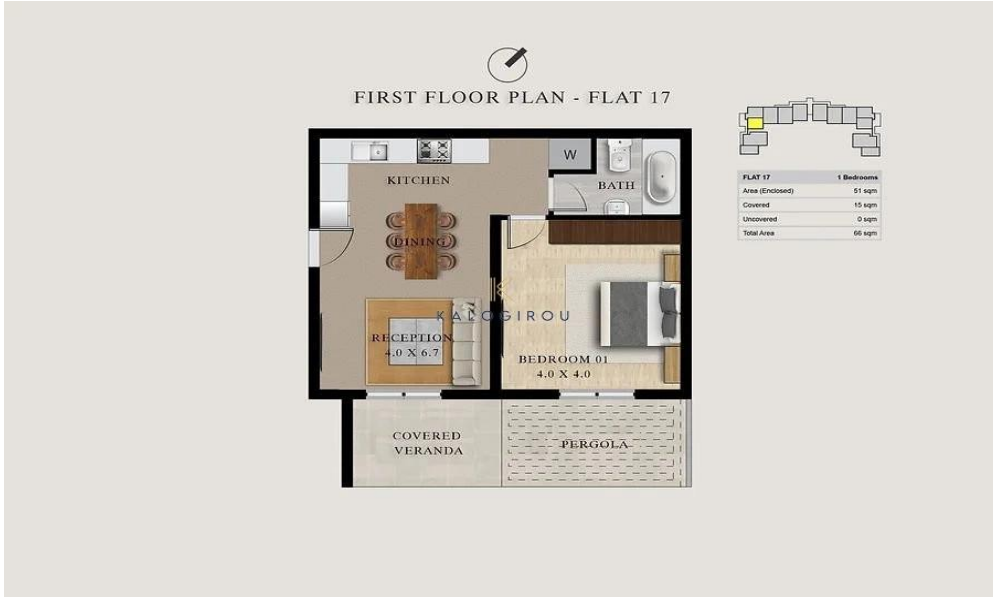 FIRST FLOOR PLAN - FLAT 17
FLAT 17 1 Bedrooms
Area (Enclosed) 51 sqm
Covered 15 sqm
Uncovered 0 sqm
Total Area 66 sqm
W
KITCHEN
BATH
DINING
KALOGIROU
RECEPTION
4.0 X 6.7
BEDROOM 01
4.0 X 4.0
COVERED
VERANDA
PERGOLA